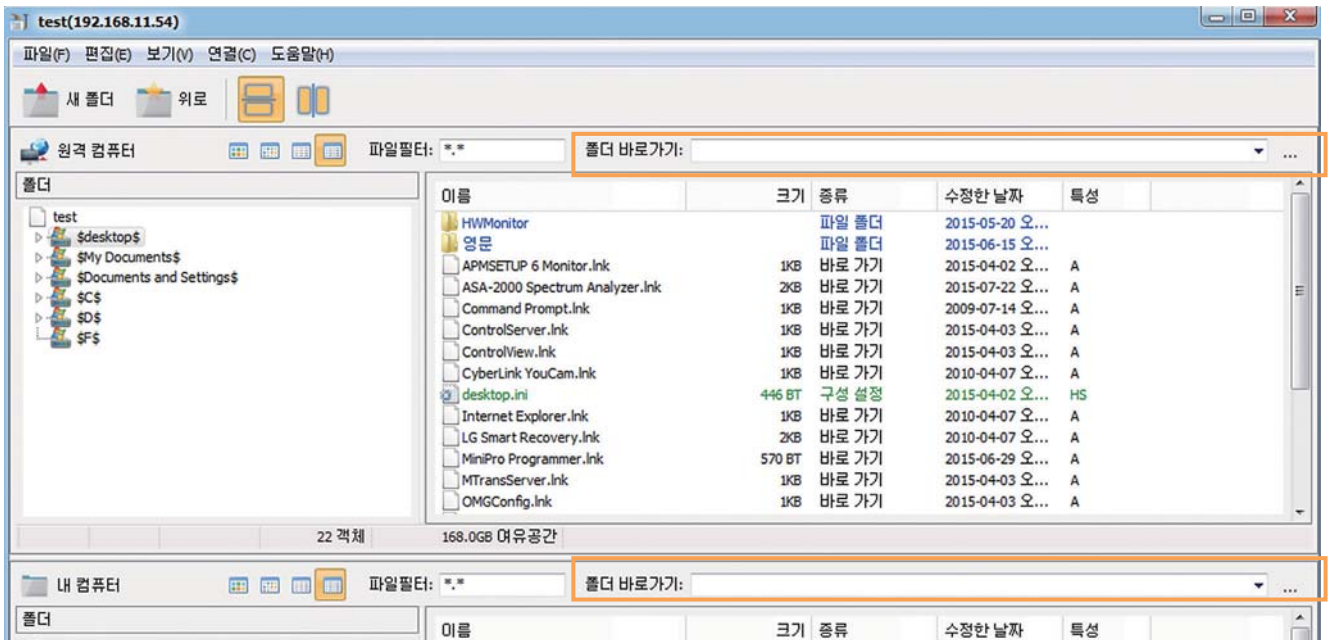 test(192.168.11.54)
파일(F) 편집(E) 보기(V) 연결(C) 도움말(H)
새 폴더 위로
원격 컴퓨터 파일필터: *.* 폴더 바로가기: ...
폴더
test
$desktop$
$My Documents$
$Documents and Settings$
$C$
$D$
$F$
이름 크기 종류 수정한 날짜 특성
HWMonitor 파일 폴더 2015-05-20 오...
영문 파일 폴더 2015-06-15 오...
APMSETUP 6 Monitor.lnk 1KB 바로 가기 2015-04-02 오... A
ASA-2000 Spectrum Analyzer.lnk 2KB 바로 가기 2015-07-22 오... A
Command Prompt.lnk 1KB 바로 가기 2009-07-14 오... A
ControlServer.lnk 1KB 바로 가기 2015-04-03 오... A
ControlView.lnk 1KB 바로 가기 2015-04-03 오... A
CyberLink YouCam.lnk 1KB 바로 가기 2010-04-07 오... A
desktop.ini 446 BT 구성 설정 2015-04-02 오... HS
Internet Explorer.lnk 1KB 바로 가기 2010-04-07 오... A
LG Smart Recovery.lnk 2KB 바로 가기 2010-04-07 오... A
MiniPro Programmer.lnk 570 BT 바로 가기 2015-06-29 오... A
MTransServer.lnk 1KB 바로 가기 2015-04-03 오... A
OMGConfig.lnk 1KB 바로 가기 2015-04-03 오... A
22 객체 168.0GB 여유공간
내 컴퓨터 파일필터: *.* 폴더 바로가기: ...
폴더
이름 크기 종류 수정한 날짜 특성